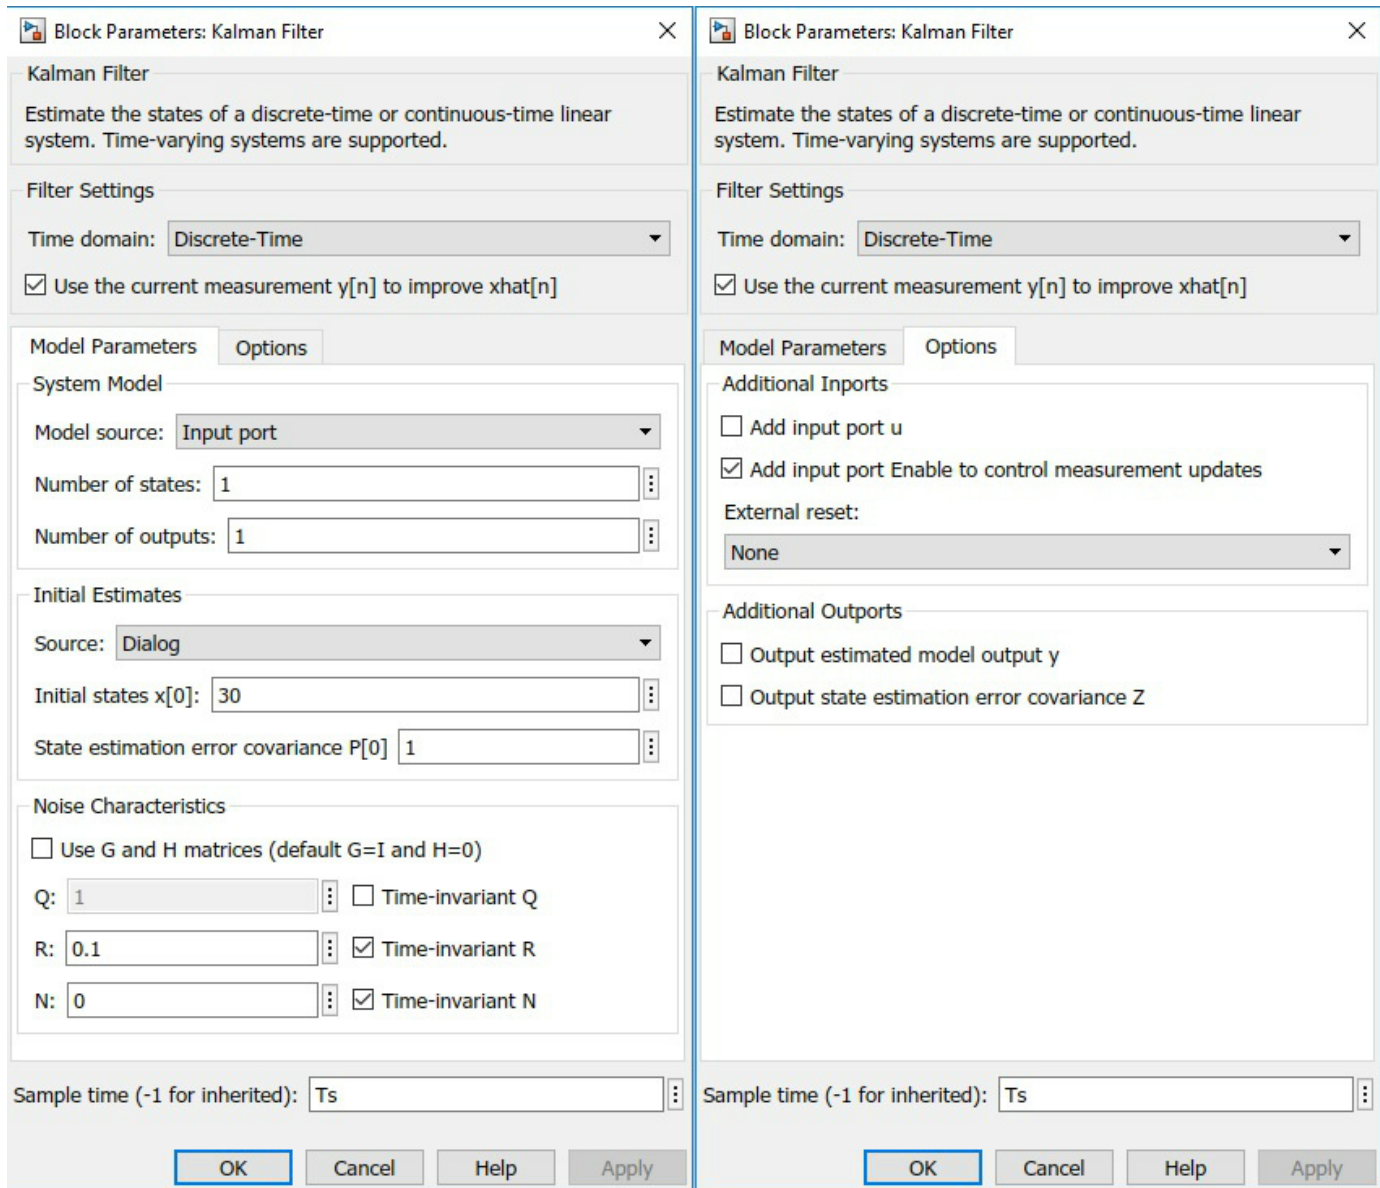 Block Parameters: Kalman Filter
Kalman Filter
Estimate the states of a discrete-time or continuous-time linear
system. Time-varying systems are supported.
Filter Settings
Time domain: Discrete-Time
Use the current measurement y[n] to improve xhat[n]
Model Parameters Options
System Model
Model source: Input port
Number of states: 1
Number of outputs: 1
Initial Estimates
Source: Dialog
Initial states x[0]: 30
State estimation error covariance P[0] 1
Noise Characteristics
Use G and H matrices (default G=I and H=0)
Q: 1 Time-invariant Q
R: 0.1 Time-invariant R
N: 0 Time-invariant N
Sample time (-1 for inherited): Ts
OK Cancel Help Apply
Block Parameters: Kalman Filter
Kalman Filter
Estimate the states of a discrete-time or continuous-time linear
system. Time-varying systems are supported.
Filter Settings
Time domain: Discrete-Time
Use the current measurement y[n] to improve xhat[n]
Model Parameters Options
Additional Inports
Add input port u
Add input port Enable to control measurement updates
External reset:
None
Additional Outports
Output estimated model output y
Output state estimation error covariance Z
Sample time (-1 for inherited): Ts
OK Cancel Help Apply